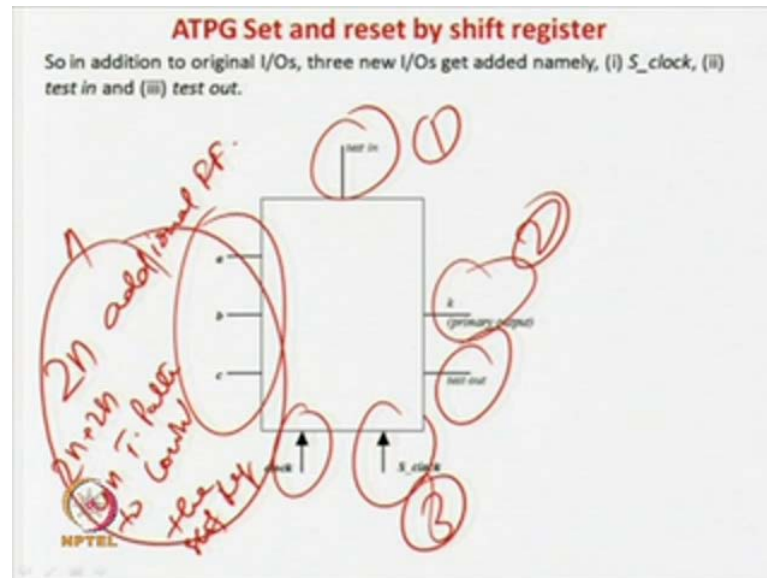 ATPG Set and reset by shift register
So in addition to original I/Os, three new I/Os get added namely, (i) S_clock, (ii)
test in and (iii) test out.
test in
1
2
additional
a
b
k
(primary output)
2n
c
test out
2n+2n
to
the
clock
S_clock
3
NPTEL